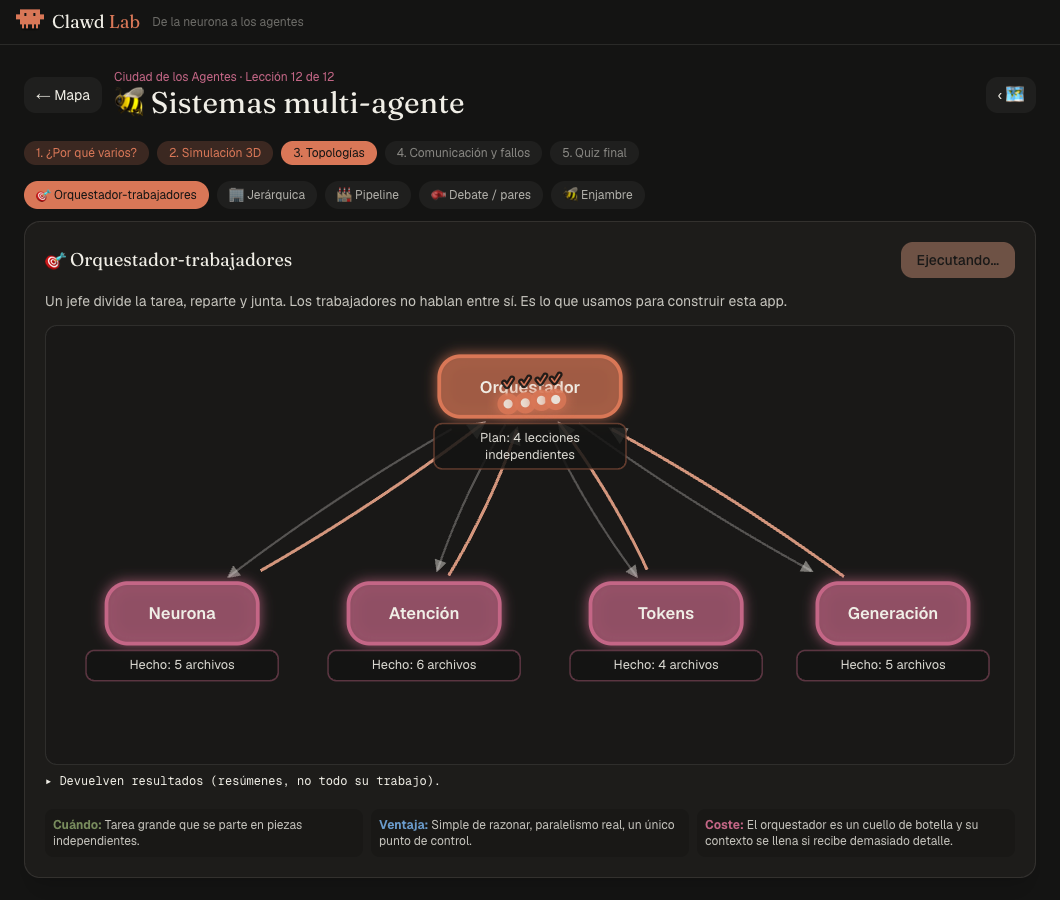 Clawd Lab De la neurona a los agentes
← Mapa
Ciudad de los Agentes · Lección 12 de 12
Sistemas multi-agente
‹
1. ¿Por qué varios? 2. Simulación 3D 3. Topologías 4. Comunicación y fallos 5. Quiz final
Orquestador-trabajadores Jerárquica Pipeline Debate / pares Enjambre
Orquestador-trabajadores
Ejecutando…
Un jefe divide la tarea, reparte y junta. Los trabajadores no hablan entre sí. Es lo que usamos para construir esta app.
Orquestador
Plan: 4 lecciones
independientes
Neurona Atención Tokens Generación
Hecho: 5 archivos Hecho: 6 archivos Hecho: 4 archivos Hecho: 5 archivos
▸ Devuelven resultados (resúmenes, no todo su trabajo).
Cuándo: Tarea grande que se parte en piezas
independientes.
Ventaja: Simple de razonar, paralelismo real, un único
punto de control.
Coste: El orquestador es un cuello de botella y su
contexto se llena si recibe demasiado detalle.